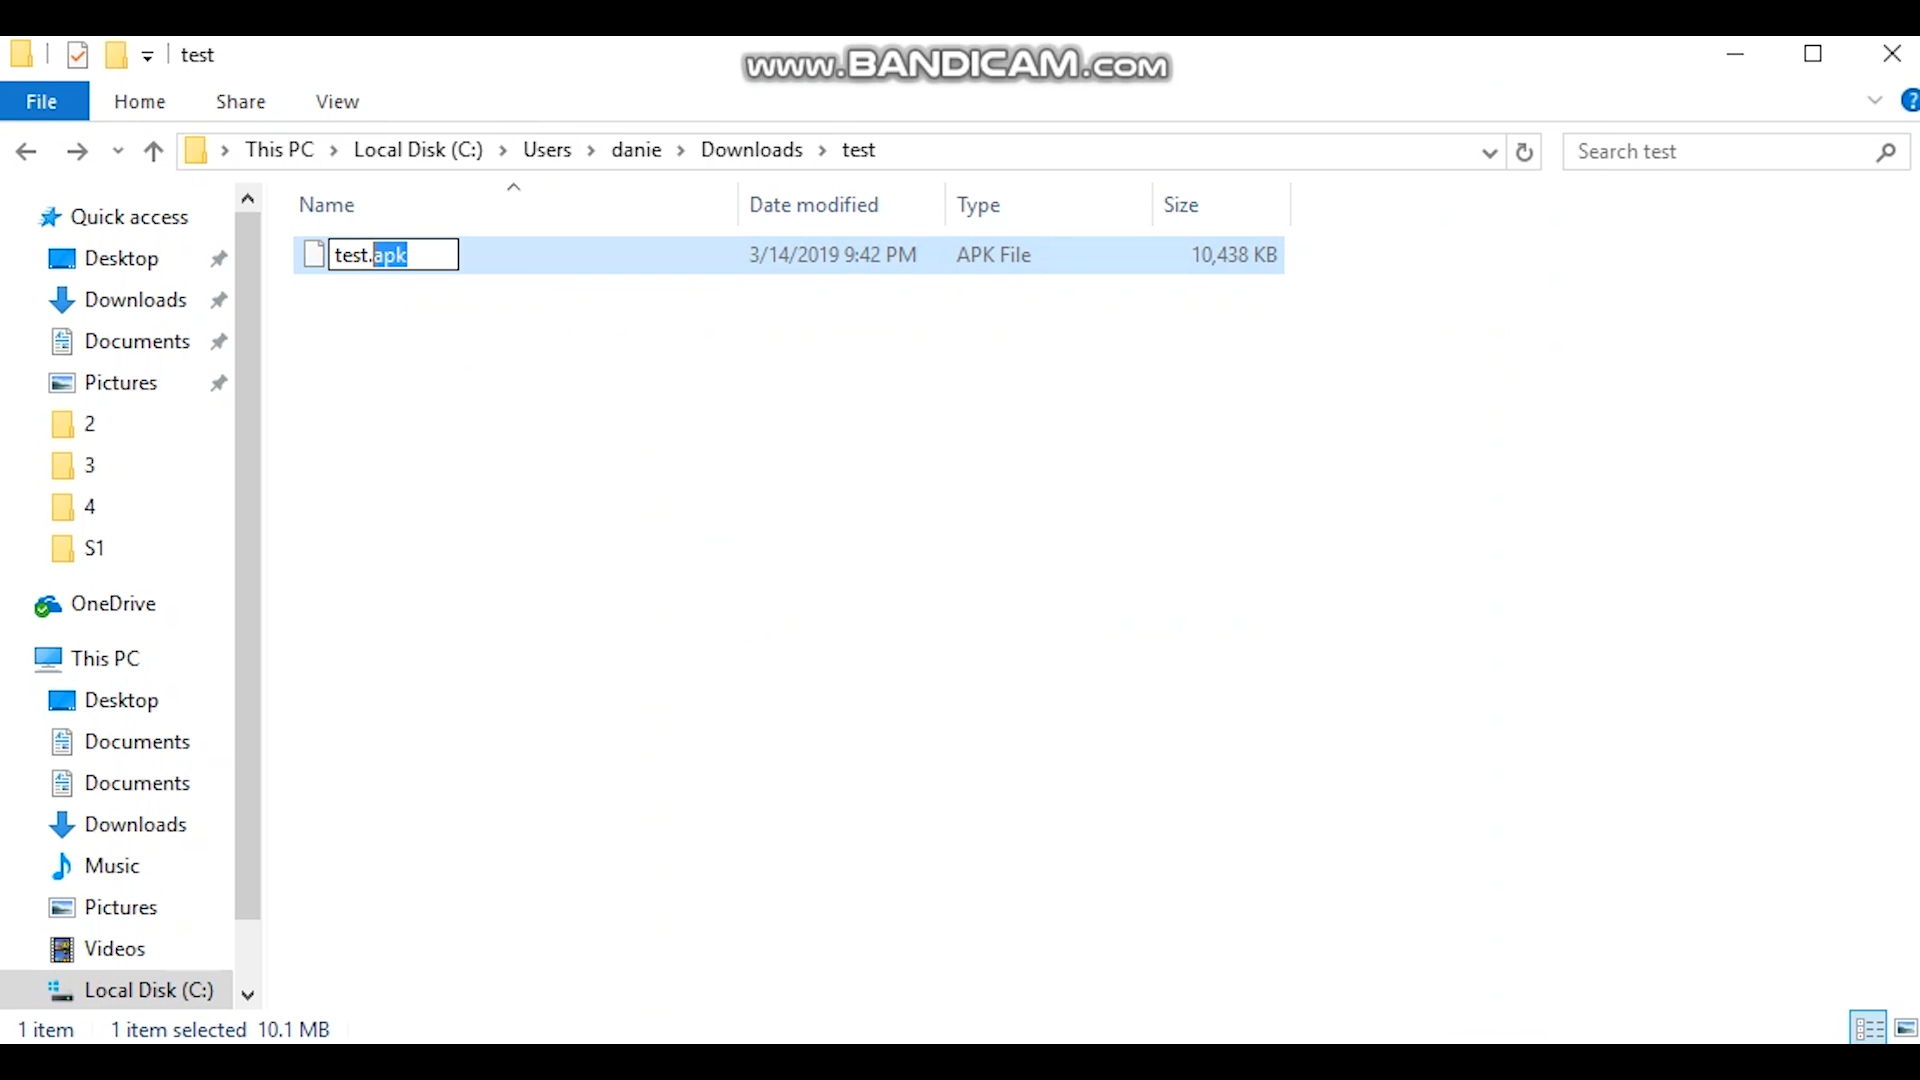 test
www.BANDICAM.com
File Home Share View
This PC Local Disk (C:) Users danie Downloads test
Search test
Name Date modified Type Size
test.apk 3/14/2019 9:42 PM APK File 10,438 KB
Quick access
Desktop
Downloads
Documents
Pictures
2
3
4
S1
OneDrive
This PC
Desktop
Documents
Documents
Downloads
Music
Pictures
Videos
Local Disk (C:)
1 item 1 item selected 10.1 MB